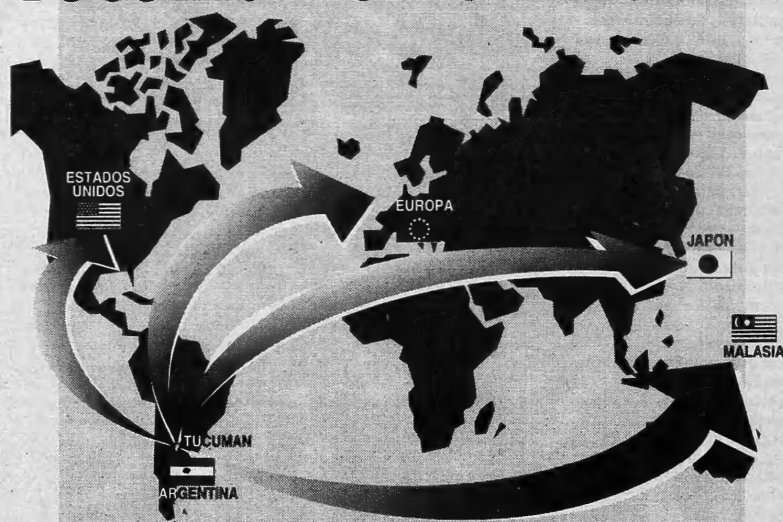 ESTADOS
UNIDOS
EUROPA
JAPON
MALASIA
TUCUMAN
ARGENTINA